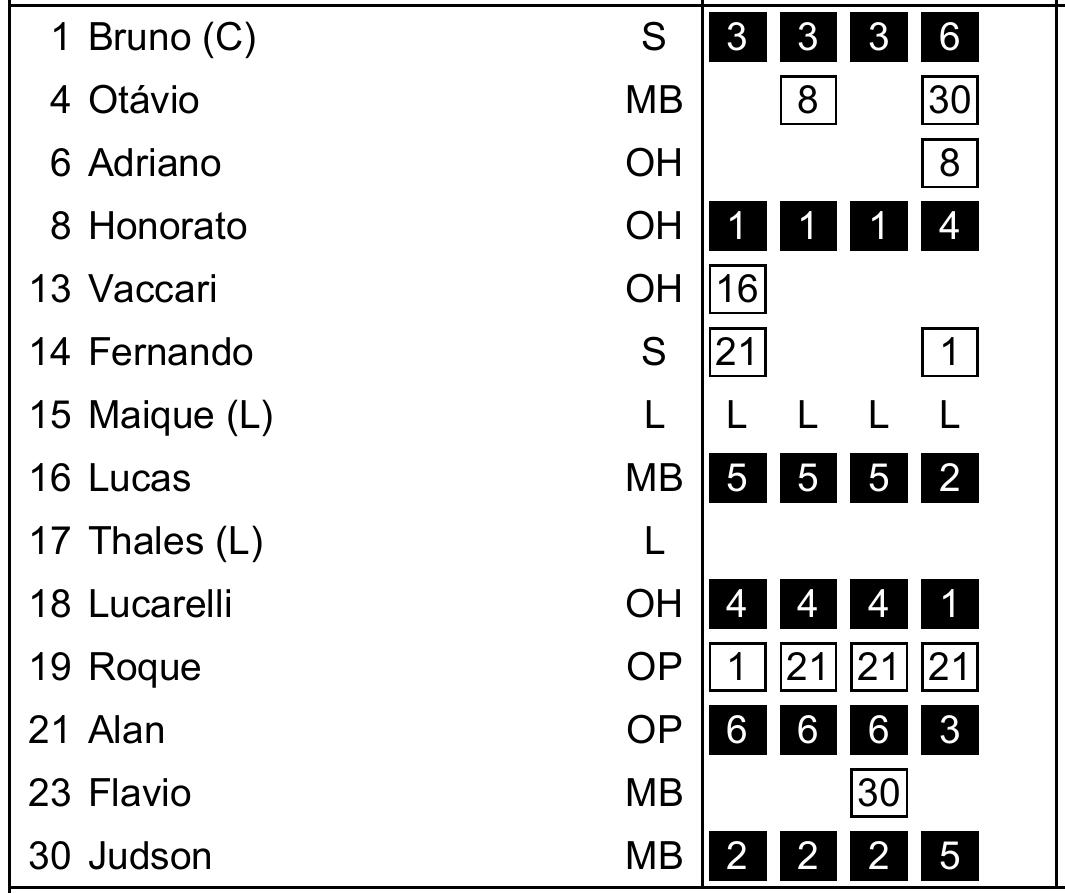 1 Bruno (C) S 3 3 3 6
4 Otávio MB 8 30
6 Adriano OH 8
8 Honorato OH 1 1 1 4
13 Vaccari OH 16
14 Fernando S 21 1
15 Maique (L) L L L L L
16 Lucas MB 5 5 5 2
17 Thales (L) L
18 Lucarelli OH 4 4 4 1
19 Roque OP 1 21 21 21
21 Alan OP 6 6 6 3
23 Flavio MB 30
30 Judson MB 2 2 2 5